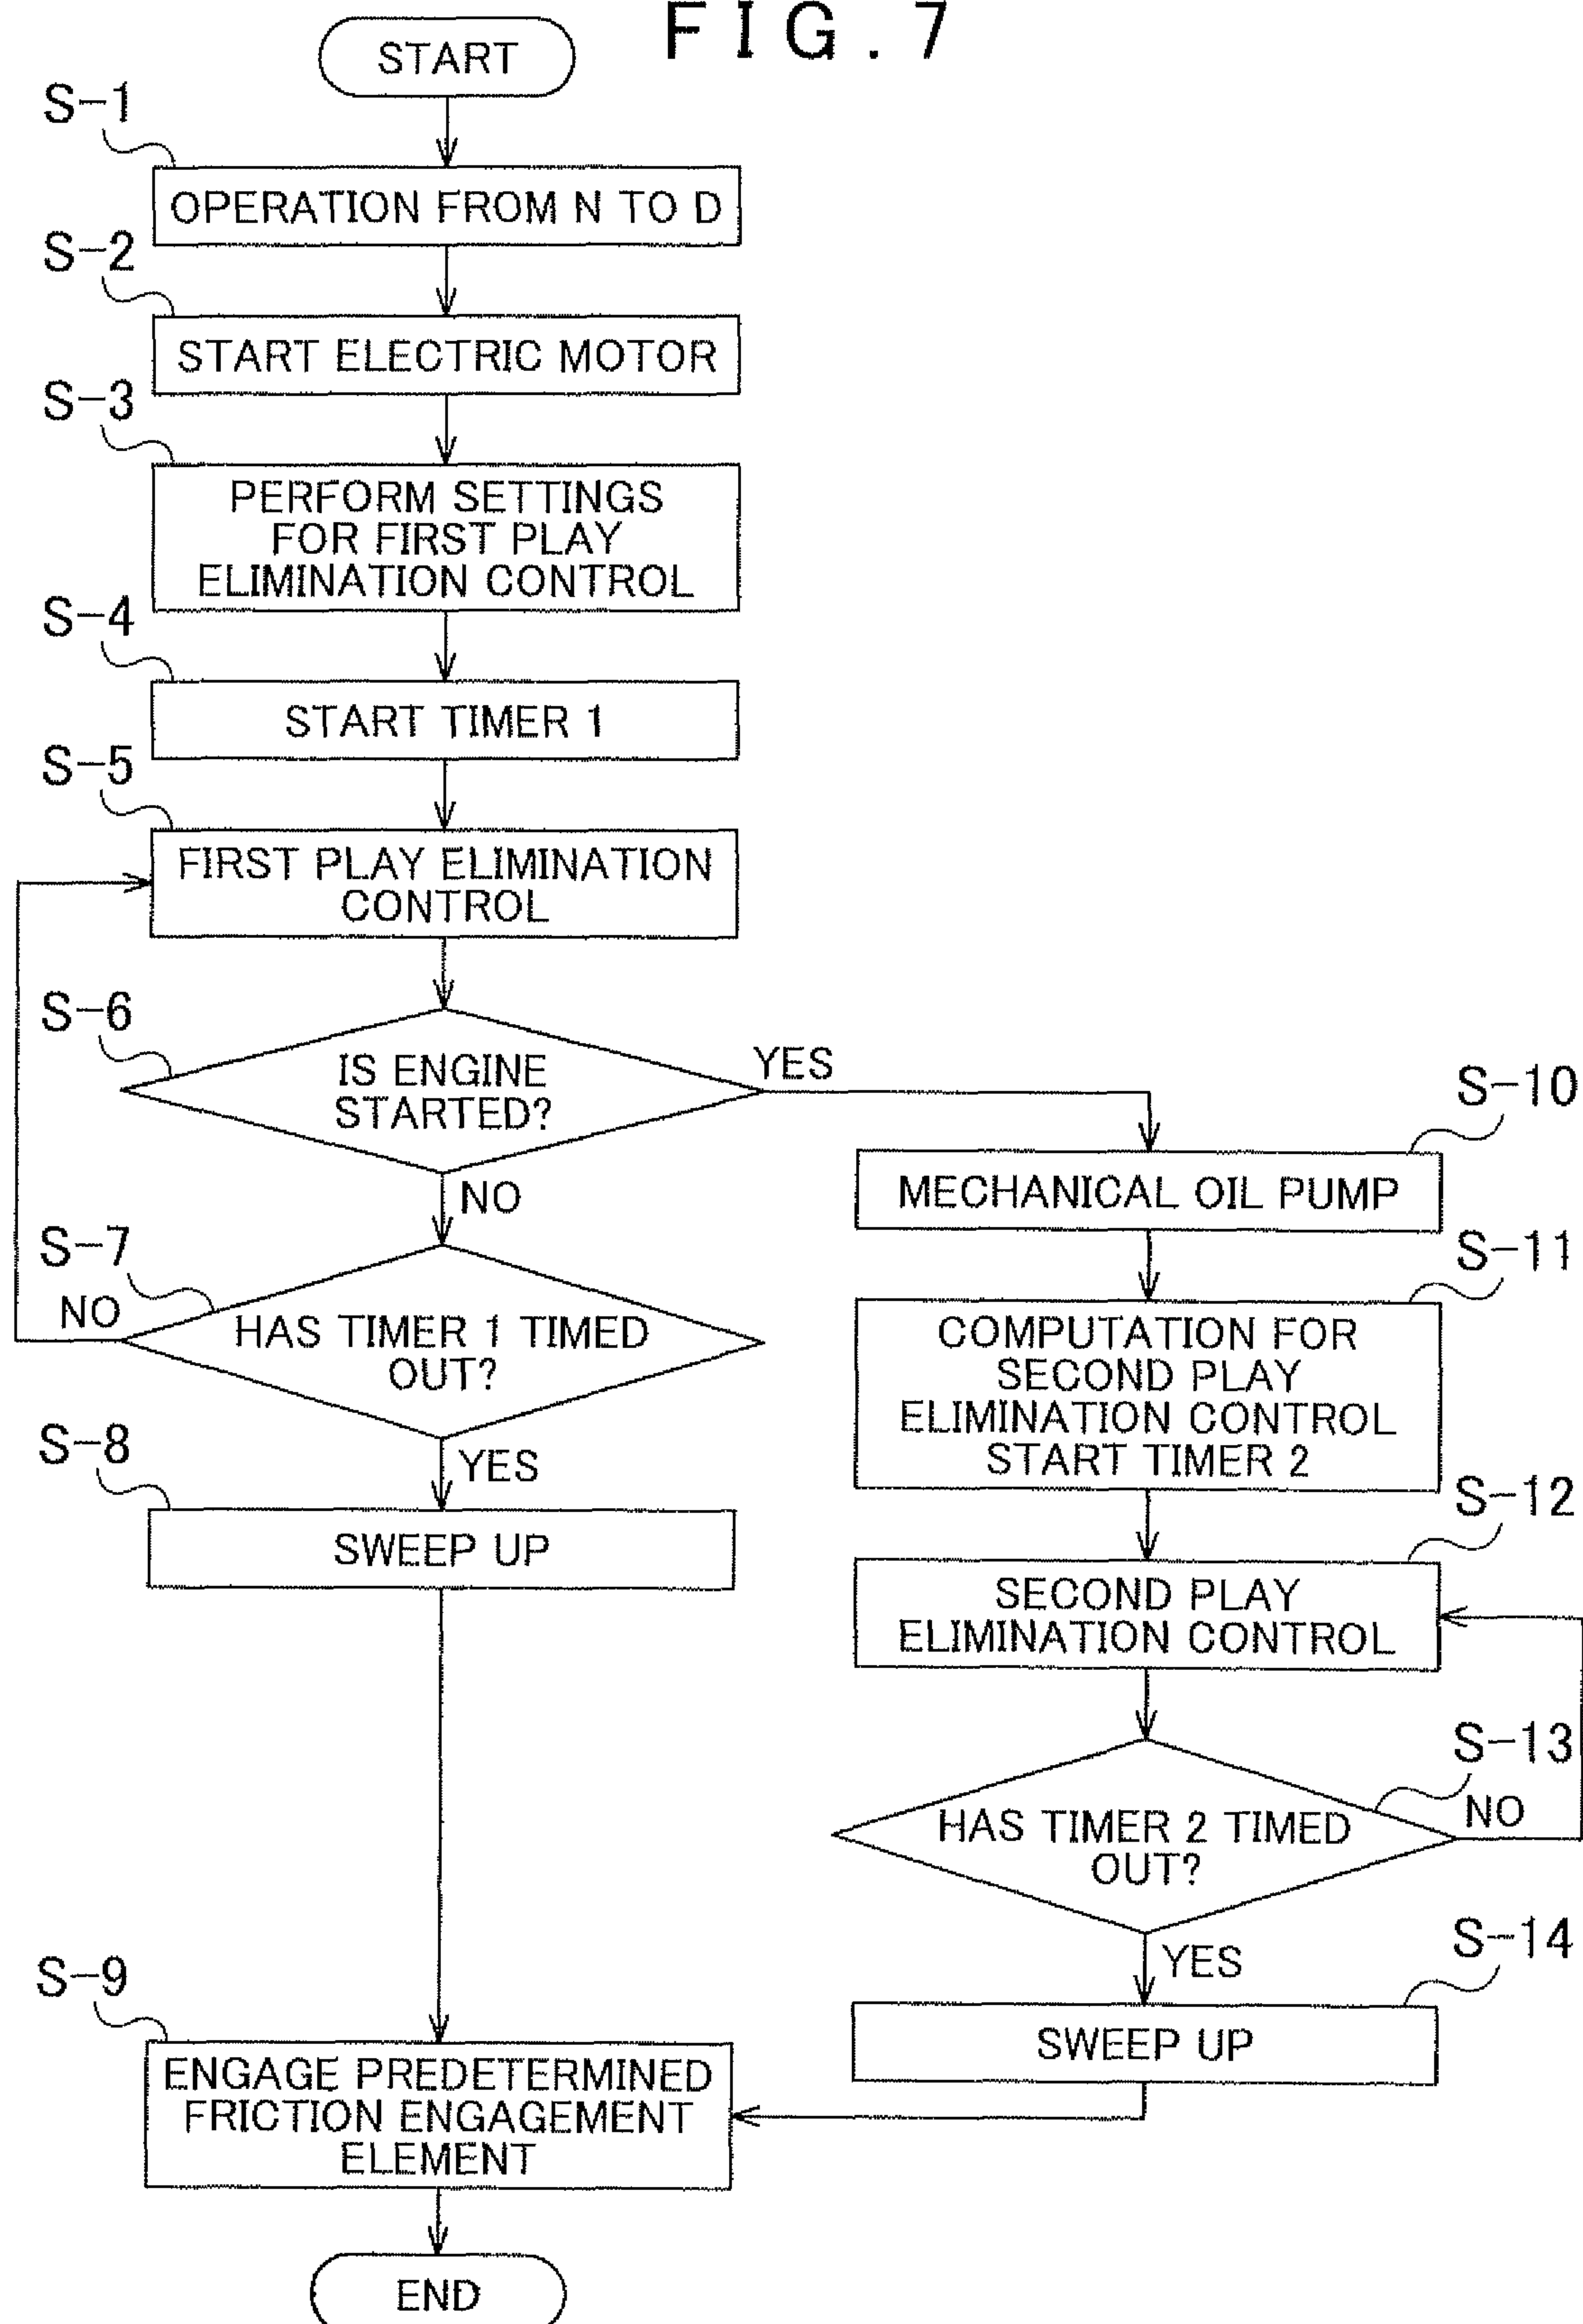 FIG. 7
START
S-1
OPERATION FROM N TO D
S-2
START ELECTRIC MOTOR
S-3
PERFORM SETTINGS
FOR FIRST PLAY
ELIMINATION CONTROL
S-4
START TIMER 1
S-5
FIRST PLAY ELIMINATION
CONTROL
S-6
IS ENGINE
STARTED?
YES
NO
S-7
HAS TIMER 1 TIMED
OUT?
NO
YES
S-8
SWEEP UP
S-10
MECHANICAL OIL PUMP
S-11
COMPUTATION FOR
SECOND PLAY
ELIMINATION CONTROL
START TIMER 2
S-12
SECOND PLAY
ELIMINATION CONTROL
S-13
HAS TIMER 2 TIMED
OUT?
NO
YES
S-14
SWEEP UP
S-9
ENGAGE PREDETERMINED
FRICTION ENGAGEMENT
ELEMENT
END